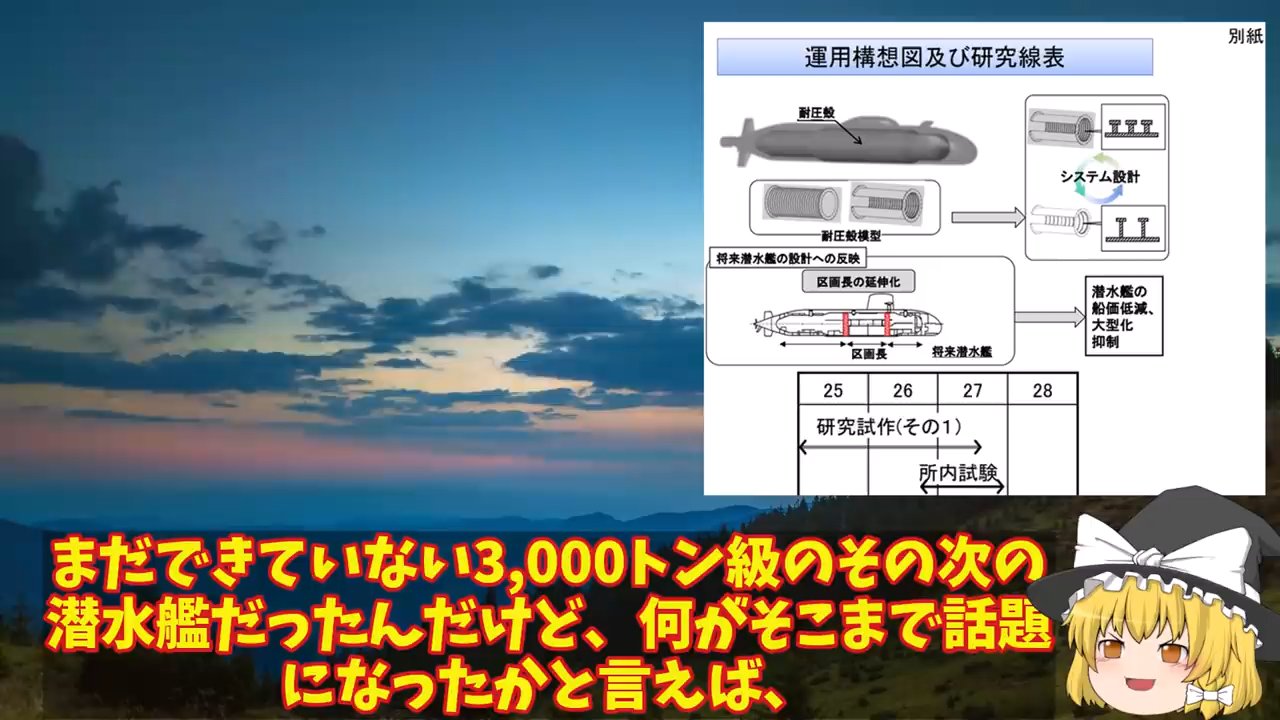 別紙
運用構想図及び研究線表
耐圧殻
システム設計
耐圧殻模型
将来潜水艦の設計への反映
区画長の延伸化
区画長
将来潜水艦
潜水艦の
船価低減、
大型化
抑制
25 26 27 28
研究試作(その1)
所内試験
まだできていない3,000トン級のその次の
潜水艦だったんだけど、何がそこまで話題
になったかと言えば、